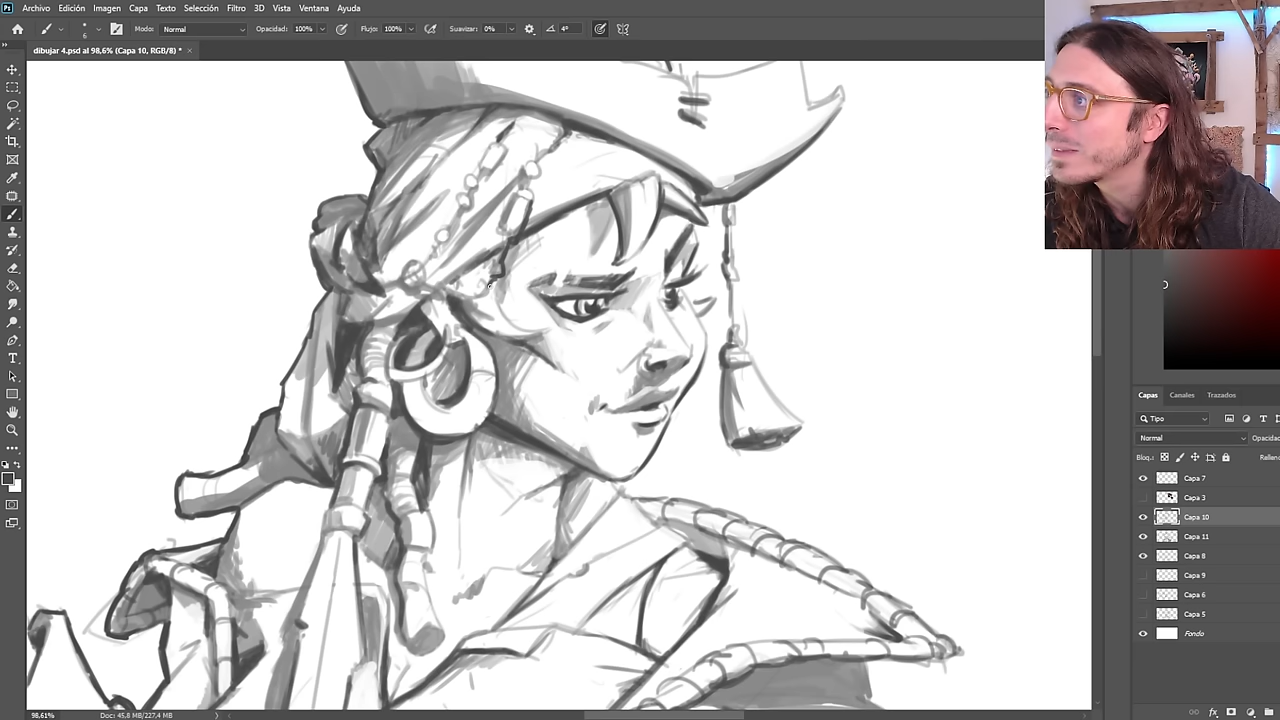 Ps Archivo Edición Imagen Capa Texto Selección Filtro 3D Vista Ventana Ayuda
6 Modo: Normal Opacidad: 100% Flujo: 100% Suavizar: 0% 4°
dibujar 4.psd al 98,6% (Capa 10, RGB/8) * ×
Capas Canales Trazados
Tipo
Normal Opacidad
Bloq.: Rellen
Capa 7
Capa 3
Capa 10
Capa 11
Capa 8
Capa 9
Capa 6
Capa 5
Fondo
98,61% Doc: 45,8 MB/227,4 MB